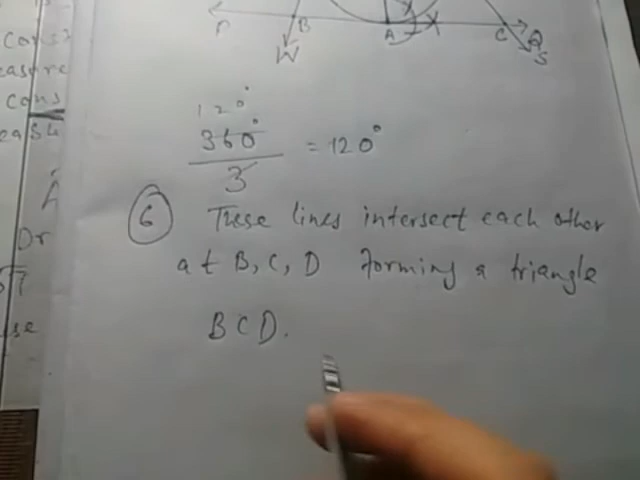 P B A C Q
W S
120°
360° = 120°
3
6 These lines intersect each other
at B, C, D forming a triangle
BCD.